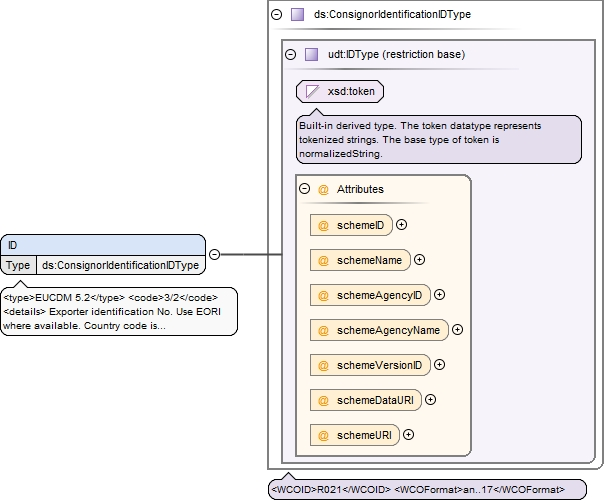 ds:ConsignorIdentificationIDType
udt:IDType (restriction base)
xsd:token
Built-in derived type. The token datatype represents
tokenized strings. The base type of token is
normalizedString.
@ Attributes
@ schemeID
@ schemeName
@ schemeAgencyID
@ schemeAgencyName
@ schemeVersionID
@ schemeDataURI
@ schemeURI
ID
Type ds:ConsignorIdentificationIDType
<type>EUCDM 5.2</type> <code>3/2</code>
<details> Exporter identification No. Use EORI
where available. Country code is...
<WCOID>R021</WCOID> <WCOFormat>an..17</WCOFormat>